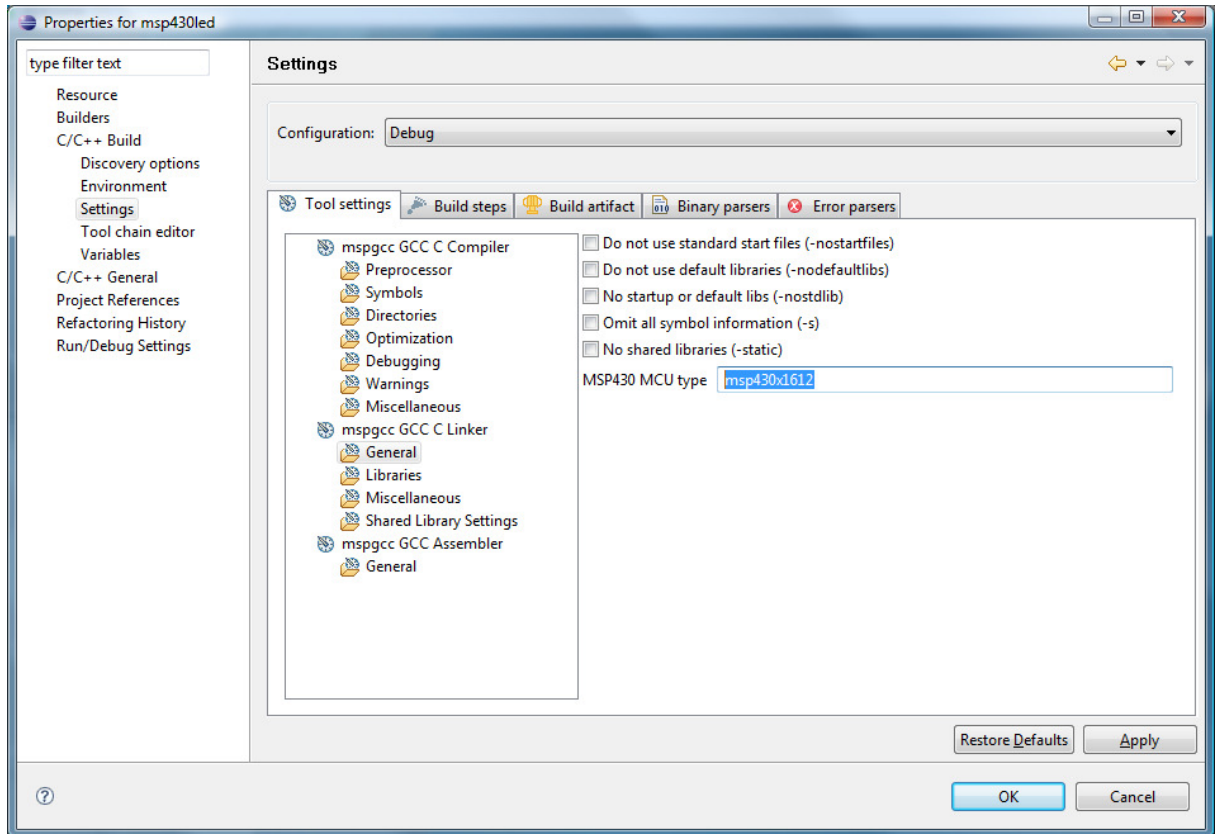 Properties for msp430led
type filter text
Resource
Builders
C/C++ Build
Discovery options
Environment
Settings
Tool chain editor
Variables
C/C++ General
Project References
Refactoring History
Run/Debug Settings
Settings
Configuration: Debug
Tool settings Build steps Build artifact Binary parsers Error parsers
mspgcc GCC C Compiler
Preprocessor
Symbols
Directories
Optimization
Debugging
Warnings
Miscellaneous
mspgcc GCC C Linker
General
Libraries
Miscellaneous
Shared Library Settings
mspgcc GCC Assembler
General
Do not use standard start files (-nostartfiles)
Do not use default libraries (-nodefaultlibs)
No startup or default libs (-nostdlib)
Omit all symbol information (-s)
No shared libraries (-static)
MSP430 MCU type msp430x1612
Restore Defaults Apply
OK Cancel